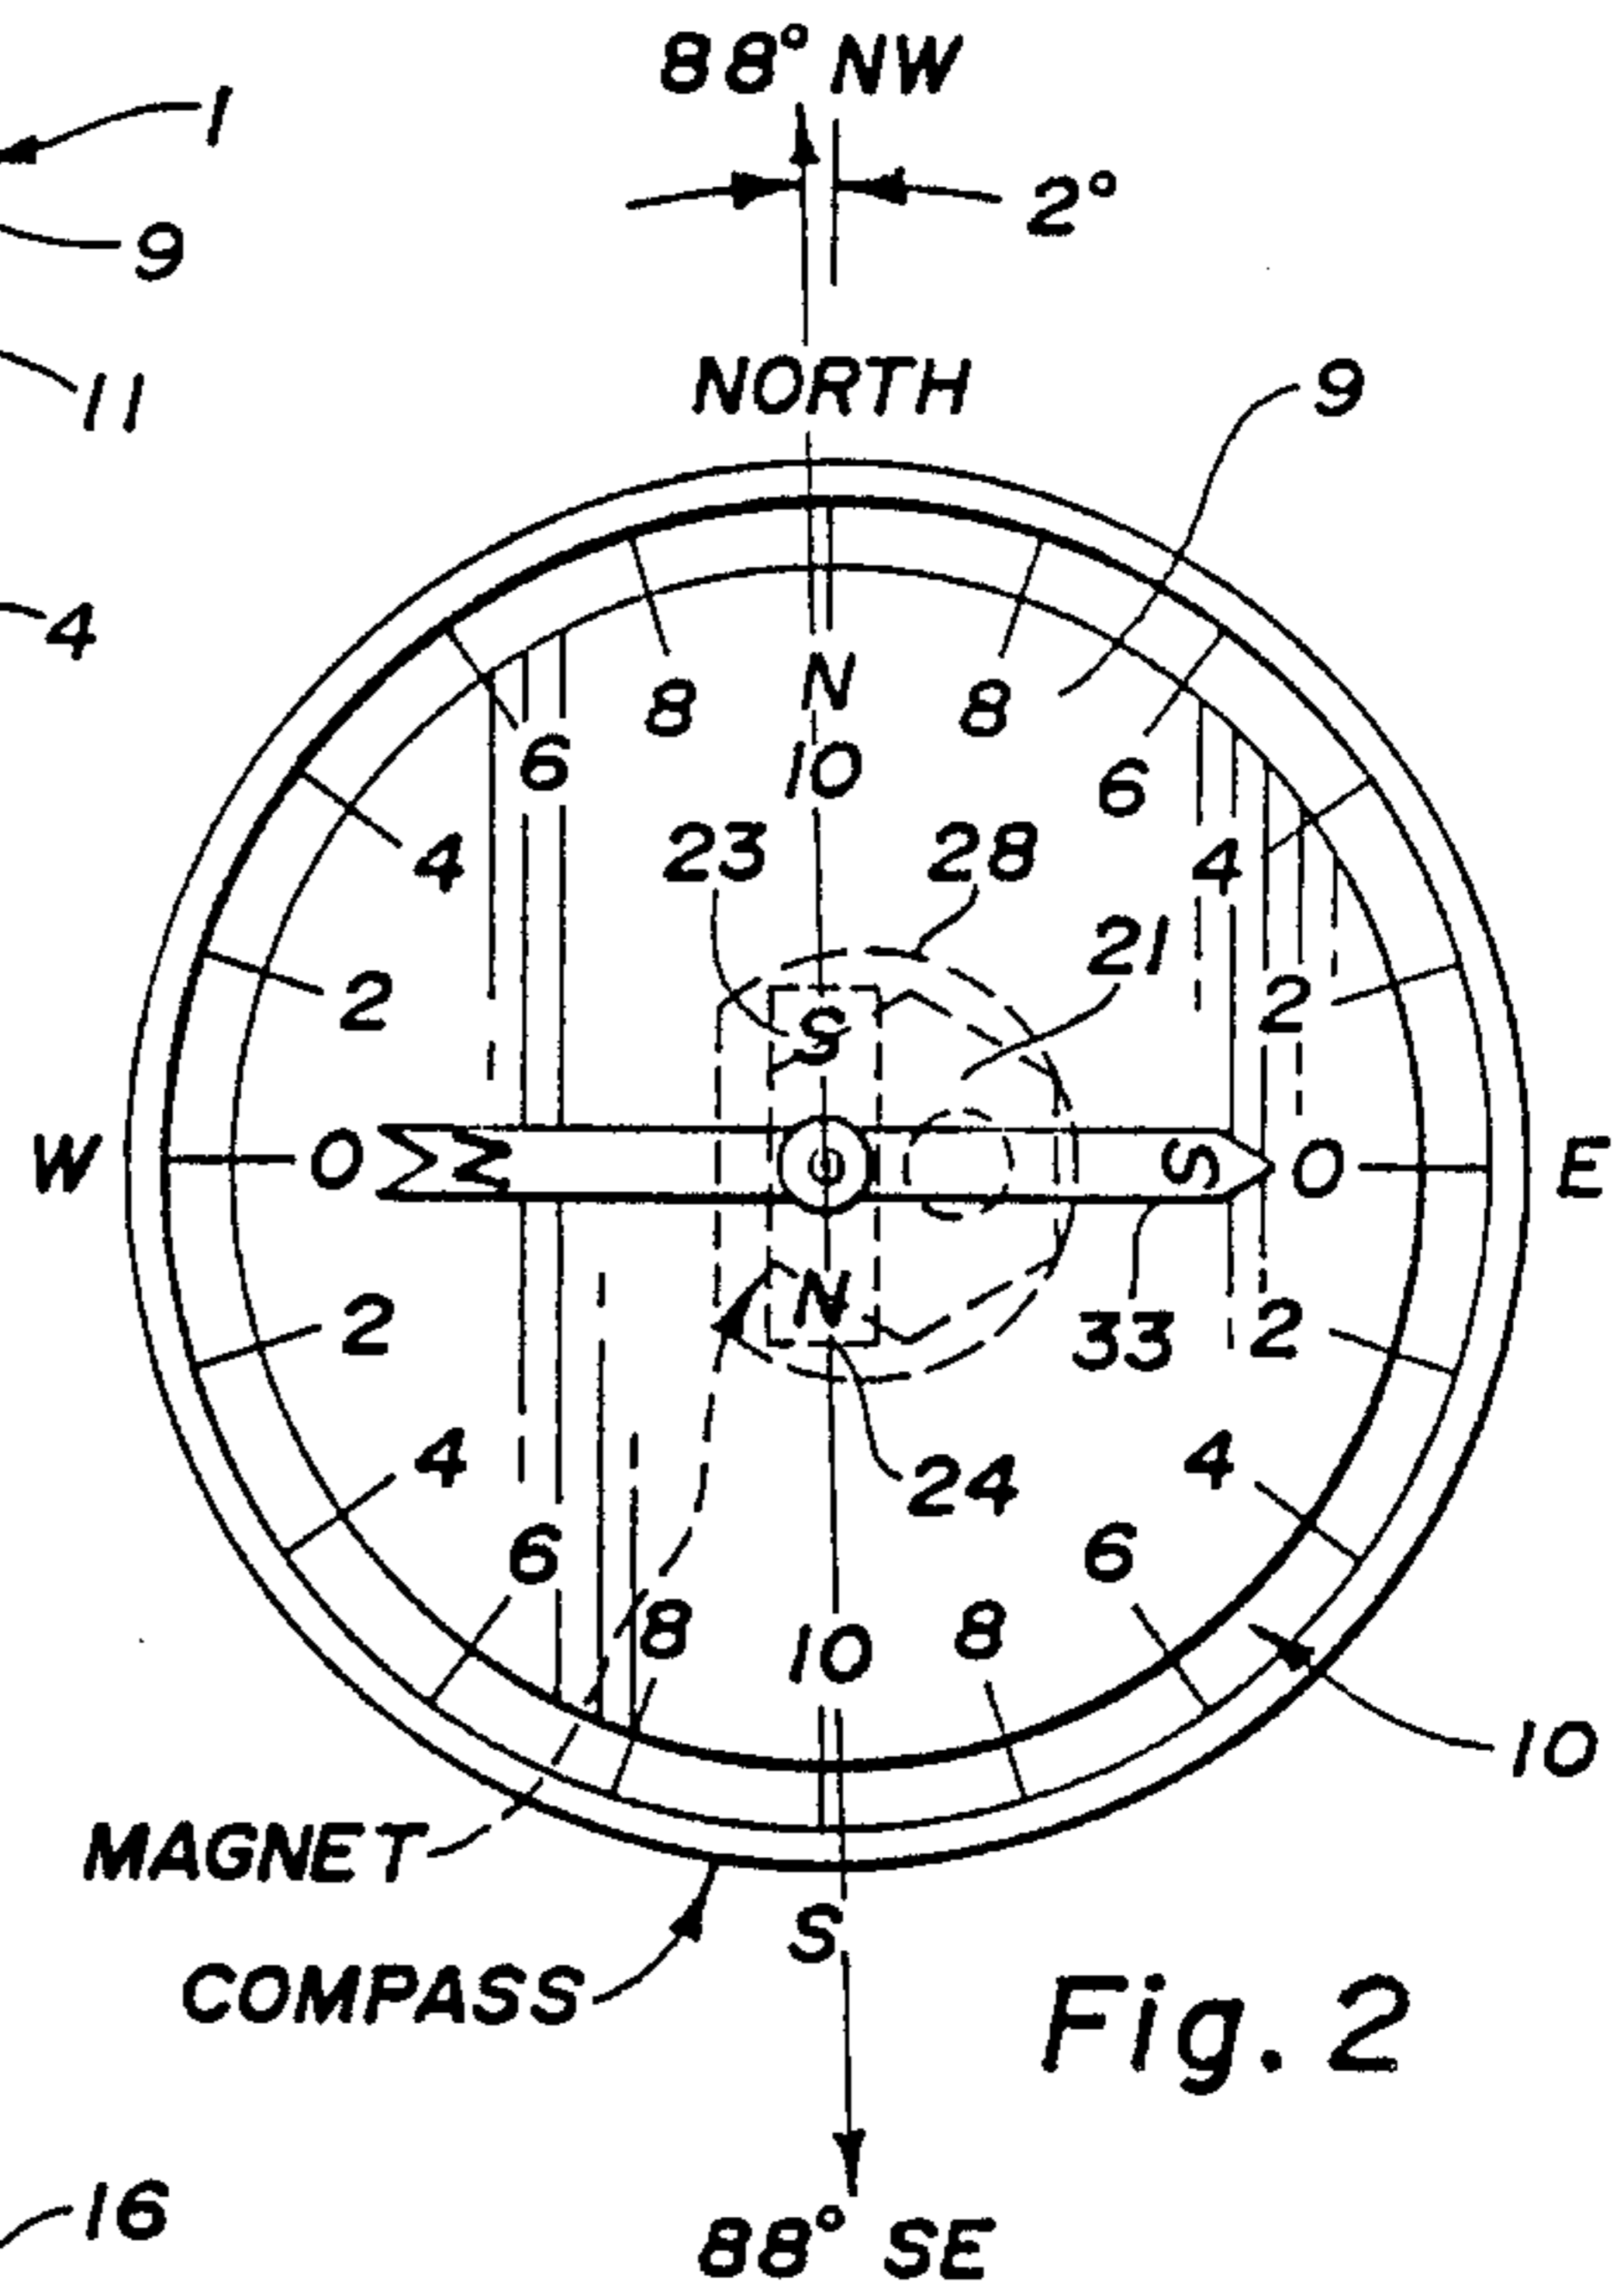 88° NW
1
2°
9
NORTH
9
11
4
8 N 8
6 10 6
4 23 28 4
21
2 S 2
W 0 N S 0 E
2 N 33 2
4 24 4
6 6
8 10 8
10
MAGNET
S
COMPASS
Fig. 2
16
88° SE